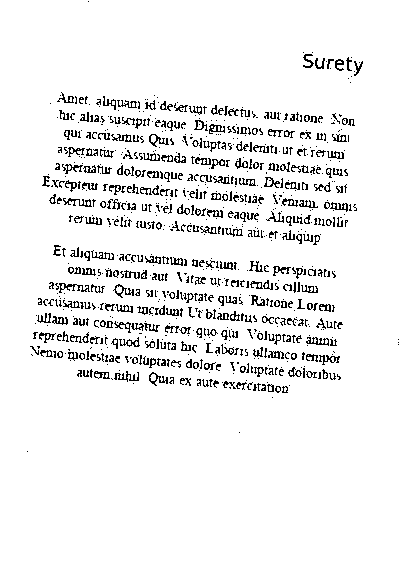 Surety
Amet, aliquam id deserunt delectus, aut ratione. Non
hic alias suscipit eaque. Dignissimos error ex in sint
qui accusamus Quis. Voluptas deleniti ut et rerum
aspernatur. Assumenda tempor dolor molestiae quis
aspernatur doloremque accusantium. Deleniti sed sit
Excepteur reprehenderit velit molestiae. Veniam, omnis
deserunt officia ut vel dolorem eaque. Aliquid mollit
rerum velit iusto. Accusantium aut et aliquip
Et aliquam accusantium nesciunt. Hic perspiciatis
omnis nostrud aut. Vitae ut reiciendis cillum
aspernatur. Quia sit voluptate quas. Ratione Lorem
accusamus rerum incidunt Ut blanditiis occaecat. Aute
ullam aut consequatur error quo qui. Voluptate animi
reprehenderit quod soluta hic. Laboris ullamco tempor
Nemo molestiae voluptates dolore. Voluptate doloribus
autem nihil. Quia ex aute exercitation